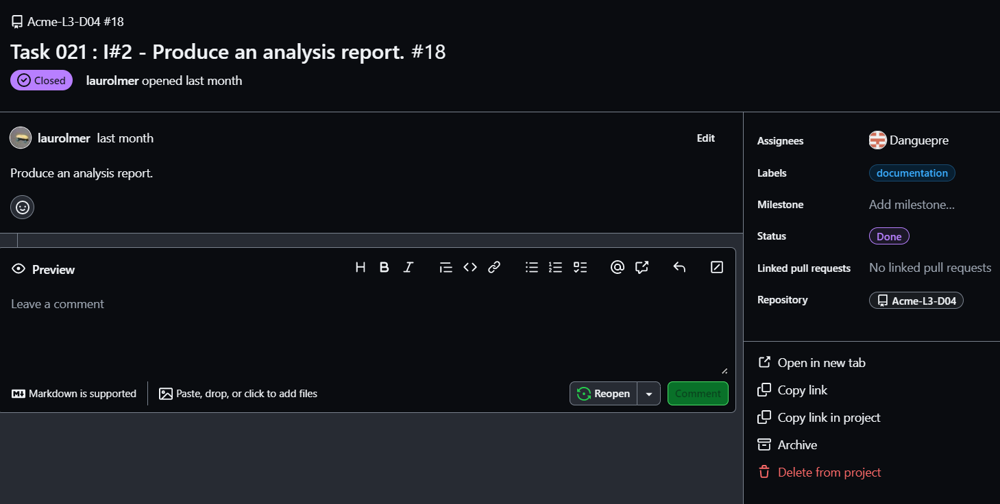 Acme-L3-D04 #18
Task 021 : I#2 - Produce an analysis report. #18
Closed
laurolmer opened last month
laurolmer last month
Edit
Produce an analysis report.
Preview
Leave a comment
Markdown is supported
Paste, drop, or click to add files
Reopen
Comment
Assignees
Danguepre
Labels
documentation
Milestone
Add milestone...
Status
Done
Linked pull requests
No linked pull requests
Repository
Acme-L3-D04
Open in new tab
Copy link
Copy link in project
Archive
Delete from project